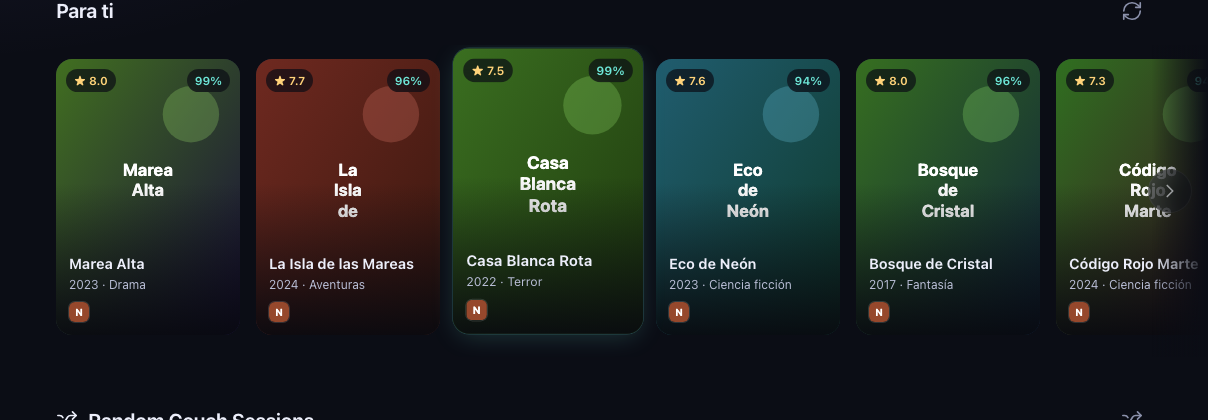 Para ti
8.0 99%
Marea
Alta
Marea Alta
2023 · Drama
N
7.7 96%
La
Isla
de
La Isla de las Mareas
2024 · Aventuras
N
7.5 99%
Casa
Blanca
Rota
Casa Blanca Rota
2022 · Terror
N
7.6 94%
Eco
de
Neón
Eco de Neón
2023 · Ciencia ficción
N
8.0 96%
Bosque
de
Cristal
Bosque de Cristal
2017 · Fantasía
N
7.3
Código
Rojo
Marte
Código Rojo Marte
2024 · Ciencia ficción
N
Random Couch Sessions